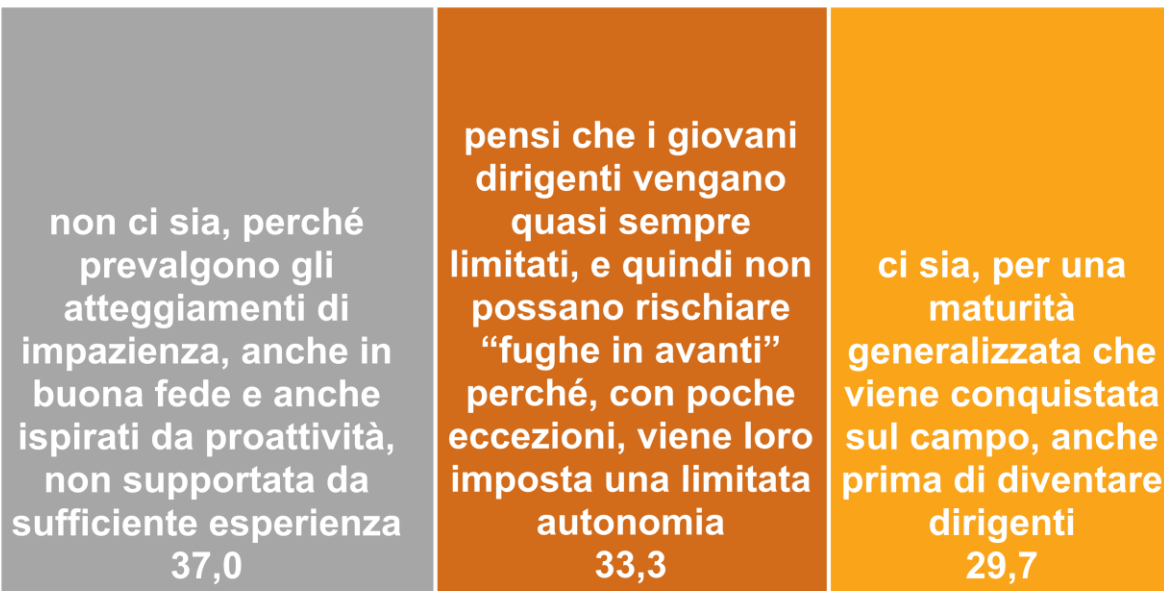 non ci sia, perché
prevalgono gli
atteggiamenti di
impazienza, anche in
buona fede e anche
ispirati da proattività,
non supportata da
sufficiente esperienza
37,0
pensi che i giovani
dirigenti vengano
quasi sempre
limitati, e quindi non
possano rischiare
“fughe in avanti”
perché, con poche
eccezioni, viene loro
imposta una limitata
autonomia
33,3
ci sia, per una
maturità
generalizzata che
viene conquistata
sul campo, anche
prima di diventare
dirigenti
29,7